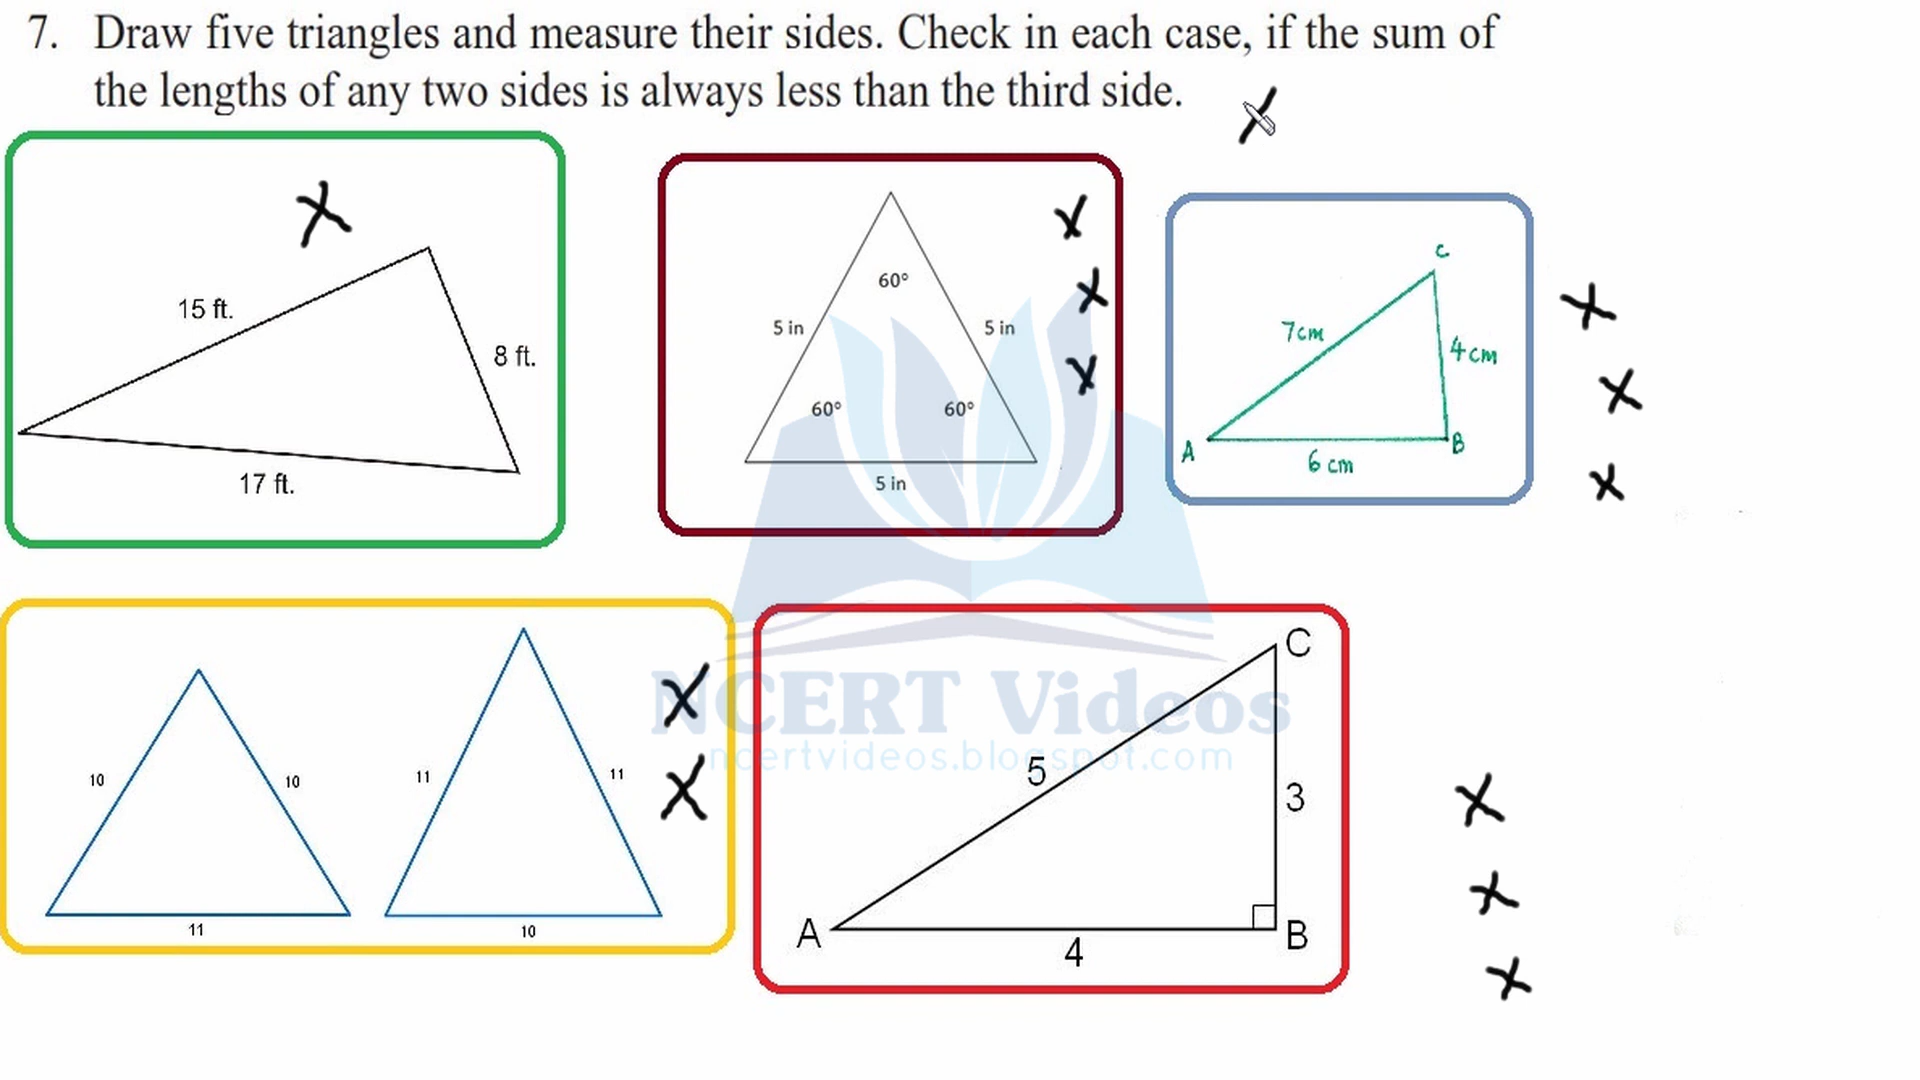 7. Draw five triangles and measure their sides. Check in each case, if the sum of
the lengths of any two sides is always less than the third side.
15 ft.
8 ft.
17 ft.
60°
5 in
5 in
60°
60°
5 in
C
7cm
4cm
A
B
6 cm
10
10
11
11
11
10
NCERT Videos
ncertvideos.blogspot.com
C
5
3
A
B
4